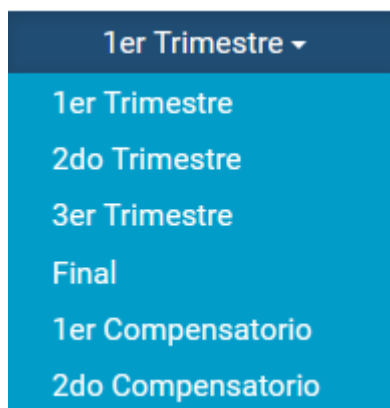 1er Trimestre
1er Trimestre
2do Trimestre
3er Trimestre
Final
1er Compensatorio
2do Compensatorio